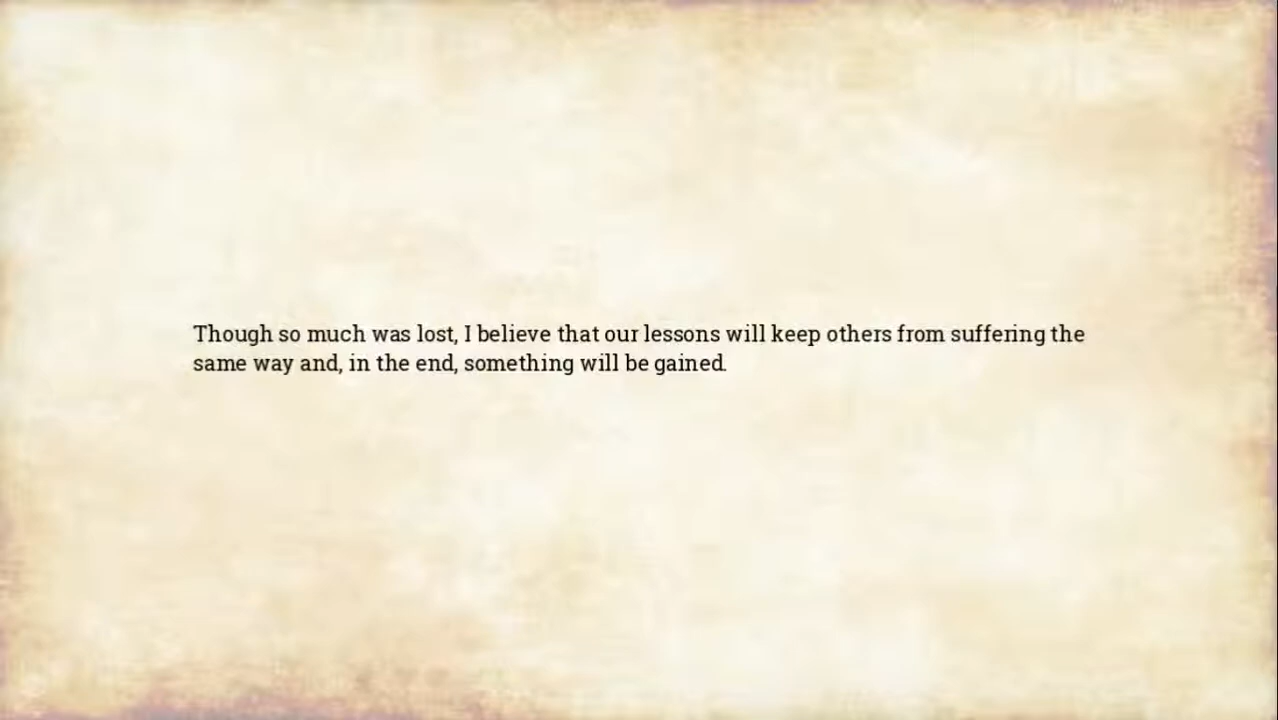 Though so much was lost, I believe that our lessons will keep others from suffering the
same way and, in the end, something will be gained.